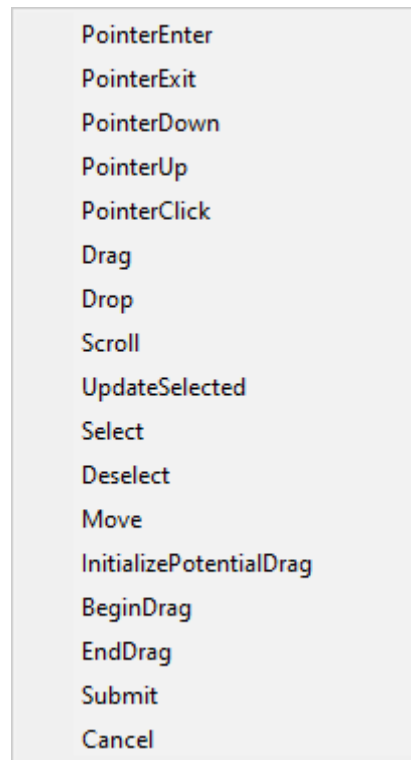 PointerEnter
PointerExit
PointerDown
PointerUp
PointerClick
Drag
Drop
Scroll
UpdateSelected
Select
Deselect
Move
InitializePotentialDrag
BeginDrag
EndDrag
Submit
Cancel